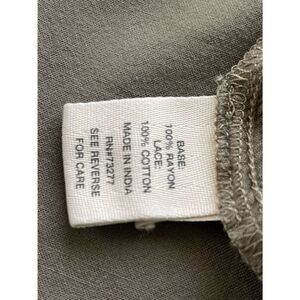 BASE:
100% RAYON
LACE:
100% COTTON
MADE IN INDIA
RN#73277
SEE REVERSE
FOR CARE